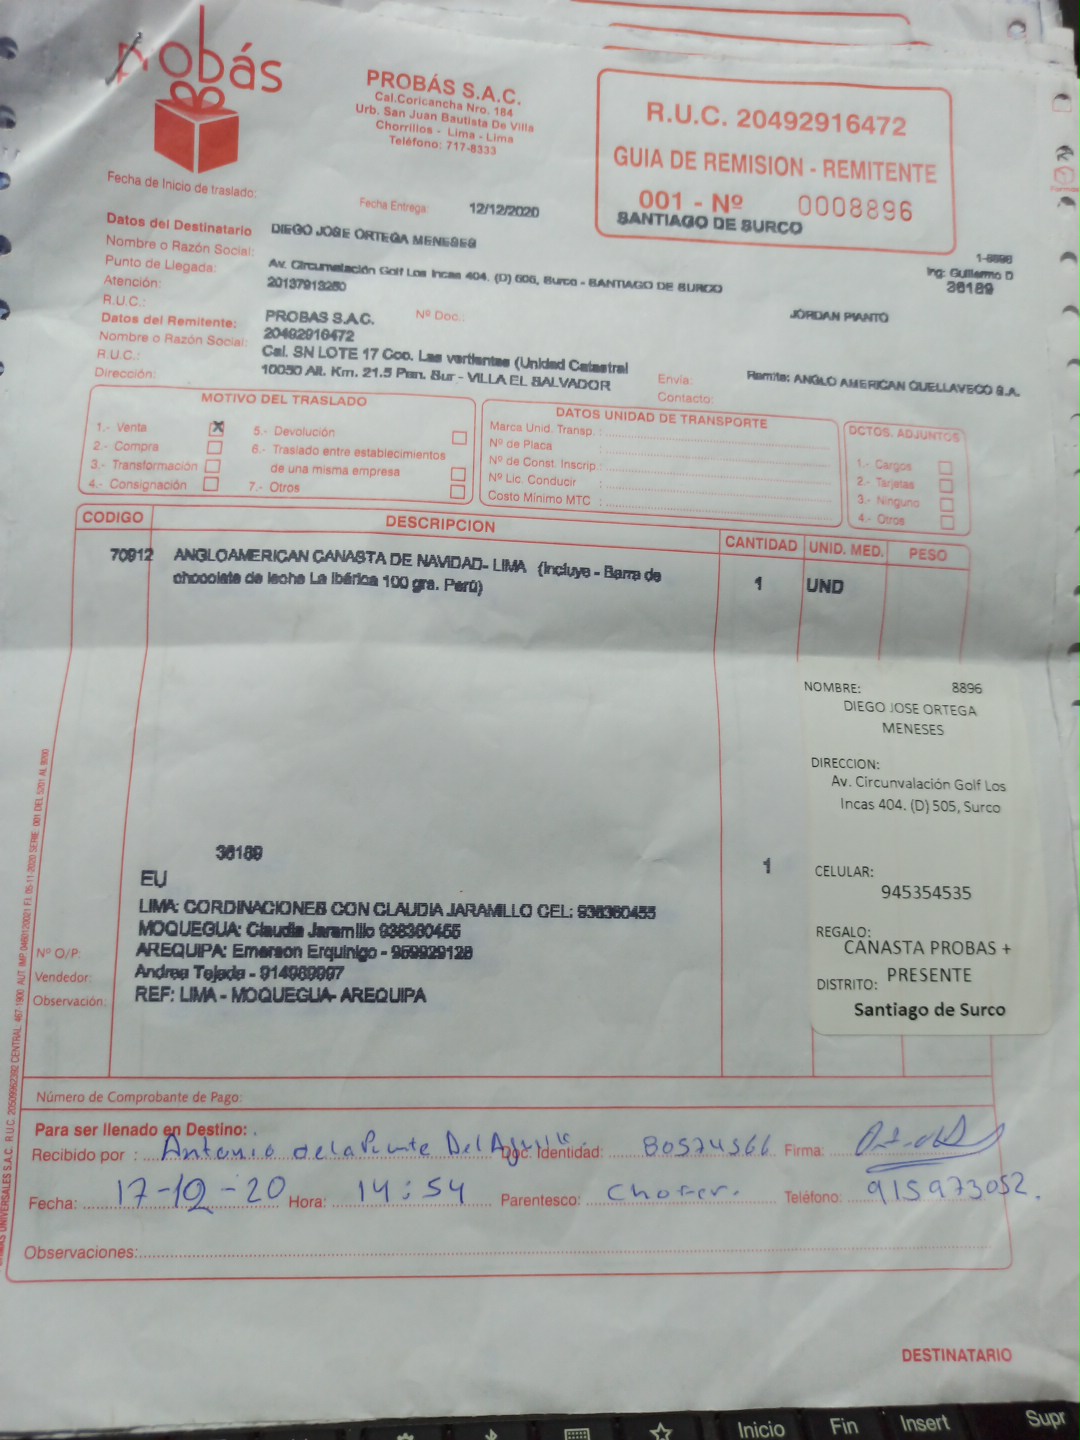 Probás
PROBÁS S.A.C.
Cal.Coricancha Nro. 184
Urb. San Juan Bautista De Villa
Chorrillos - Lima - Lima
Teléfono: 717-8333
R.U.C. 20492916472
GUIA DE REMISION - REMITENTE
001 - Nº 0008896
SANTIAGO DE SURCO
Fecha de Inicio de traslado:
Fecha Entrega: 12/12/2020
Datos del Destinatario
Nombre o Razón Social: DIEGO JOSE ORTEGA MENESES
1-8896
Punto de Llegada: Av. Circumalación Golf Los Incas 404. (D) 505, Surco - SANTIAGO DE SURCO
Ing: Guillermo D
Atención: 20137913250
36189
R.U.C.:
JORDAN PIANTO
Datos del Remitente: PROBAS S.A.C. Nº Doc.:
Nombre o Razón Social: 20492916472
R.U.C.: Cal. SN LOTE 17 Coo. Las vertientes (Unidad Catastral
Dirección: 10050 Alt. Km. 21.5 Pan. Sur - VILLA EL SALVADOR
Envia: Remite: ANGLO AMERICAN QUELLAVECO S.A.
Contacto:
MOTIVO DEL TRASLADO
1.- Venta X
2.- Compra
3.- Transformación
4.- Consignación
5.- Devolución
6.- Traslado entre establecimientos
de una misma empresa
7.- Otros
DATOS UNIDAD DE TRANSPORTE
Marca Unid. Transp. :
Nº de Placa :
Nº de Const. Inscrip.:
Nº Lic. Conducir :
Costo Mínimo MTC :
DCTOS. ADJUNTOS
1.- Cargos
2.- Tarjetas
3.- Ninguno
4.- Otros
CODIGO DESCRIPCION CANTIDAD UNID. MED. PESO
70912 ANGLOAMERICAN CANASTA DE NAVIDAD- LIMA (Incluye - Barra de
chocolate de leche La Ibérica 100 grs. Perú) 1 UND
NOMBRE: 8896
DIEGO JOSE ORTEGA
MENESES
DIRECCION:
Av. Circunvalación Golf Los
Incas 404. (D) 505, Surco
CELULAR:
945354535
REGALO:
CANASTA PROBAS +
PRESENTE
DISTRITO:
Santiago de Surco
36189 1
EU
LIMA: CORDINACIONES CON CLAUDIA JARAMILLO CEL: 938360455
MOQUEGUA: Claudia Jaramillo 938360455
Nº O/P: AREQUIPA: Emerson Erquinigo - 959929128
Vendedor: Andrea Tejada - 914989997
Observación: REF: LIMA - MOQUEGUA- AREQUIPA
Número de Comprobante de Pago:
Para ser llenado en Destino:
Recibido por : Antonio de la Puente Del Aguila Doc. Identidad: 80574566 Firma:
Fecha: 17-12-20 Hora: 14:54 Parentesco: Chofer. Teléfono: 915973052.
Observaciones:
DESTINATARIO
Inicio Fin Insert Supr